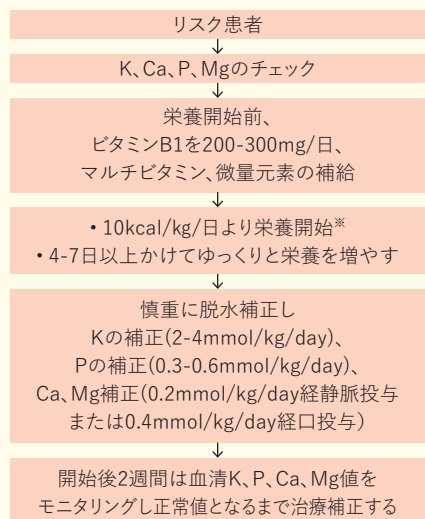 リスク患者
↓
K、Ca、P、Mgのチェック
↓
栄養開始前、
ビタミンB1を200-300mg/日、
マルチビタミン、微量元素の補給
↓
・10kcal/kg/日より栄養開始※
・4-7日以上かけてゆっくりと栄養を増やす
↓
慎重に脱水補正し
Kの補正(2-4mmol/kg/day)、
Pの補正(0.3-0.6mmol/kg/day)、
Ca、Mg補正(0.2mmol/kg/day経静脈投与
または0.4mmol/kg/day経口投与)
↓
開始後2週間は血清K、P、Ca、Mg値を
モニタリングし正常値となるまで治療補正する